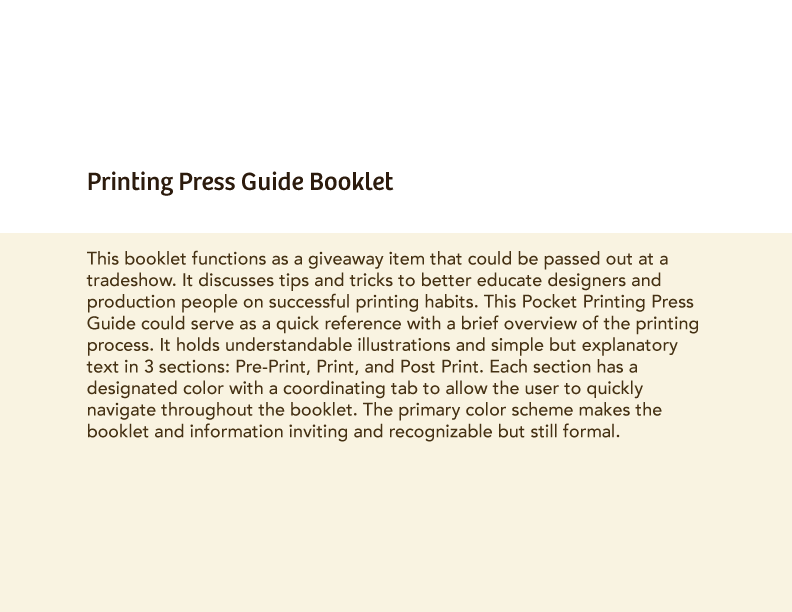 Printing Press Guide Booklet
This booklet functions as a giveaway item that could be passed out at a
tradeshow. It discusses tips and tricks to better educate designers and
production people on successful printing habits. This Pocket Printing Press
Guide could serve as a quick reference with a brief overview of the printing
process. It holds understandable illustrations and simple but explanatory
text in 3 sections: Pre-Print, Print, and Post Print. Each section has a
designated color with a coordinating tab to allow the user to quickly
navigate throughout the booklet. The primary color scheme makes the
booklet and information inviting and recognizable but still formal.